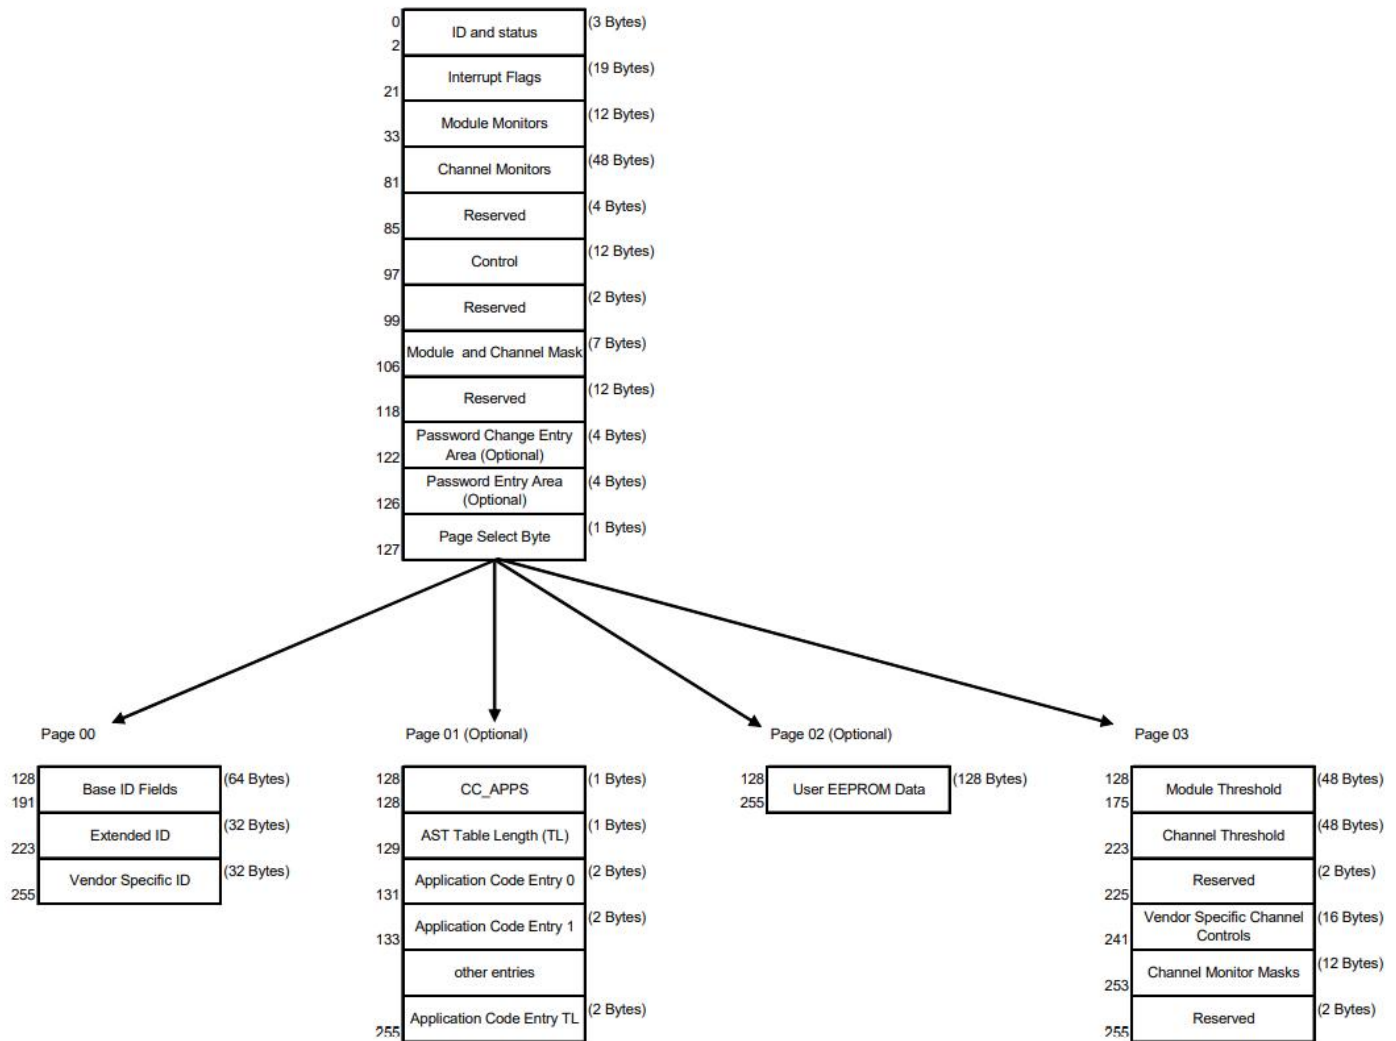 0
ID and status
(3 Bytes)
2
Interrupt Flags
(19 Bytes)
21
Module Monitors
(12 Bytes)
33
Channel Monitors
(48 Bytes)
81
Reserved
(4 Bytes)
85
Control
(12 Bytes)
97
Reserved
(2 Bytes)
99
Module and Channel Mask
(7 Bytes)
106
Reserved
(12 Bytes)
118
Password Change Entry
Area (Optional)
(4 Bytes)
122
Password Entry Area
(Optional)
(4 Bytes)
126
Page Select Byte
(1 Bytes)
127
Page 00
128
Base ID Fields
(64 Bytes)
191
Extended ID
(32 Bytes)
223
Vendor Specific ID
(32 Bytes)
255
Page 01 (Optional)
128
CC_APPS
(1 Bytes)
128
AST Table Length (TL)
(1 Bytes)
129
Application Code Entry 0
(2 Bytes)
131
Application Code Entry 1
(2 Bytes)
133
other entries
Application Code Entry TL
(2 Bytes)
255
Page 02 (Optional)
128
User EEPROM Data
(128 Bytes)
255
Page 03
128
Module Threshold
(48 Bytes)
175
Channel Threshold
(48 Bytes)
223
Reserved
(2 Bytes)
225
Vendor Specific Channel
Controls
(16 Bytes)
241
Channel Monitor Masks
(12 Bytes)
253
Reserved
(2 Bytes)
255